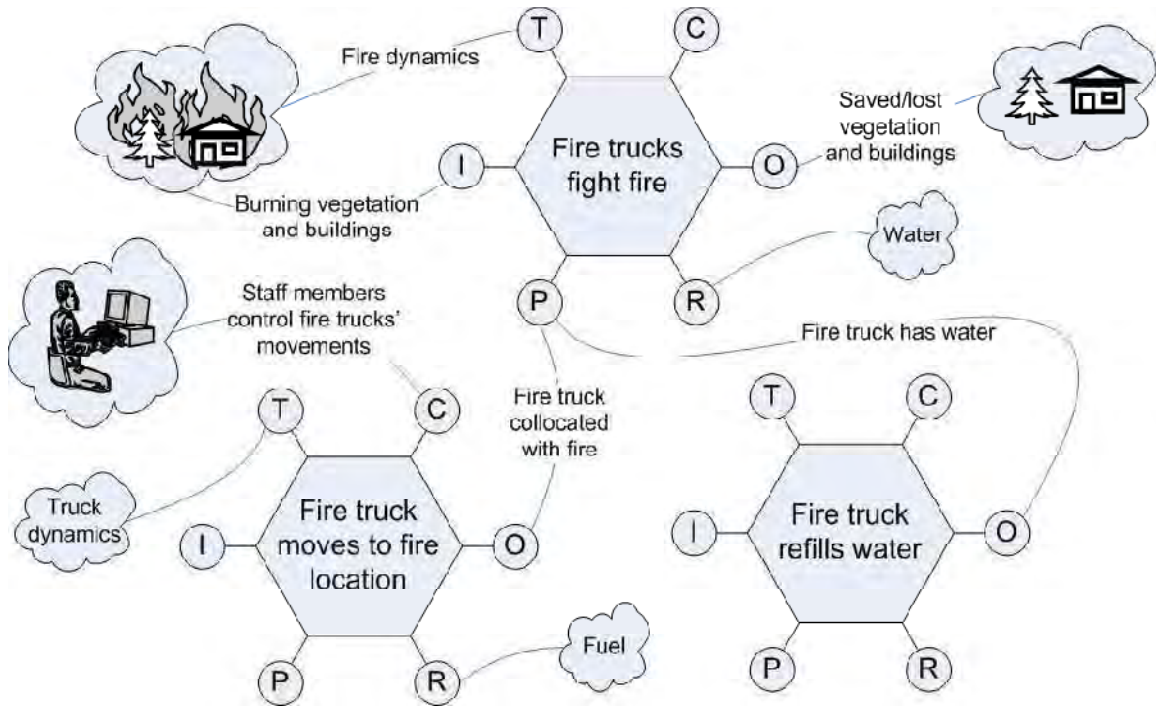 T
C
Fire dynamics
Saved/lost
vegetation
and buildings
Fire trucks
fight fire
I
O
Burning vegetation
and buildings
Water
P
R
Staff members
control fire trucks'
movements
Fire truck has water
T
C
Fire truck
collocated
with fire
T
C
Truck
dynamics
I
Fire truck
moves to fire
location
O
I
Fire truck
refills water
O
P
R
Fuel
P
R